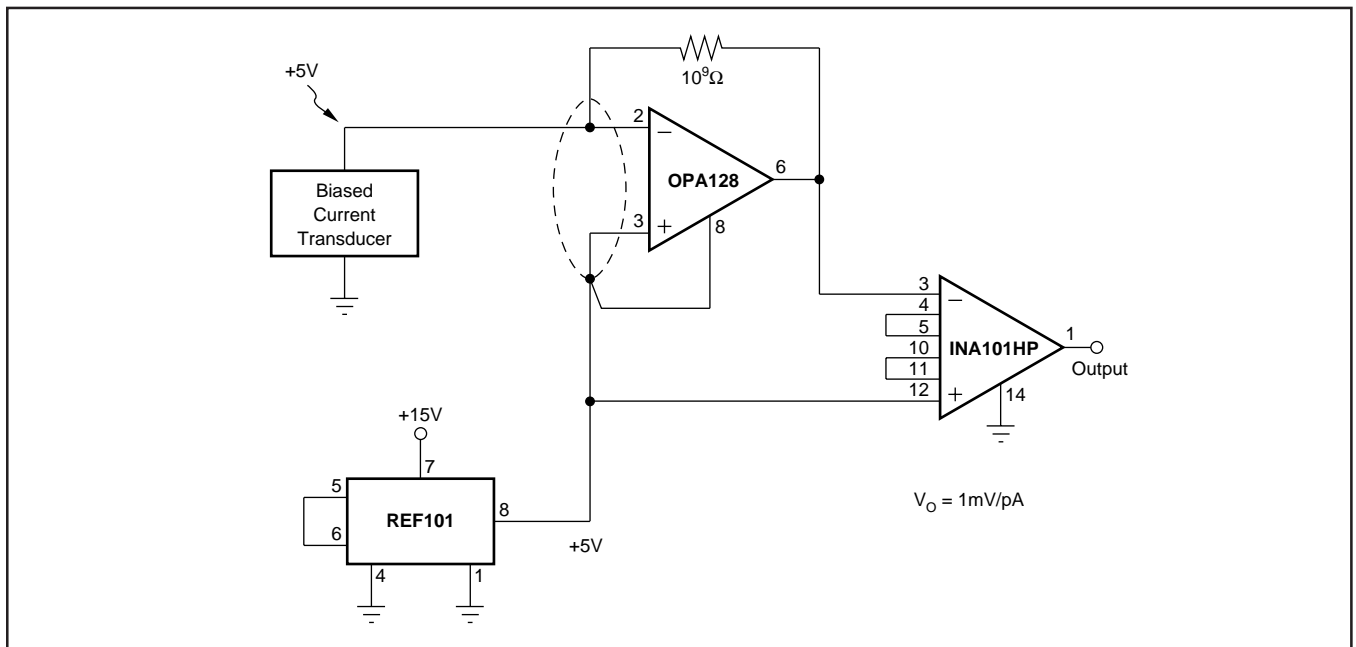 10⁹Ω
+5V
2
−
OPA128
6
3
+
8
Biased
Current
Transducer
3
−
4
5
INA101HP
1
10
11
Output
12
+
14
+15V
7
5
REF101
8
6
+5V
4
1
V_O = 1mV/pA